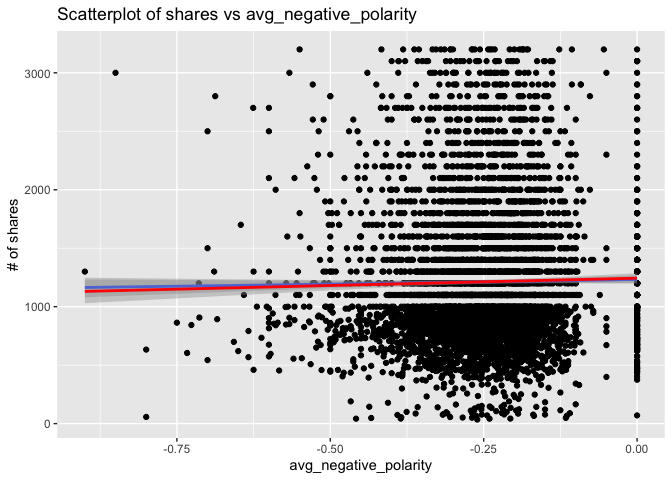 Scatterplot of shares vs avg_negative_polarity
# of shares
3000
2000
1000
0
-0.75
-0.50
-0.25
0.00
avg_negative_polarity